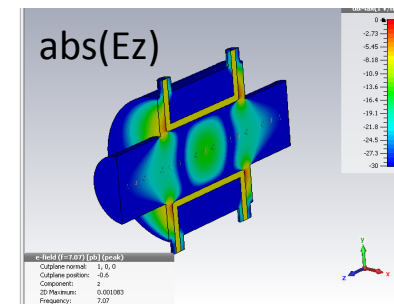 abs(Ez)
0
-2.73
-5.45
-8.18
-10.9
-13.6
-16.4
-19.1
-21.8
-24.5
-27.3
-30
y
z
x
e-field (f=7.07) [pb] (peak)
Cutplane normal: 1, 0, 0
Cutplane position: -0.6
Component: z
2D Maximum: 0.001083
Frequency: 7.07